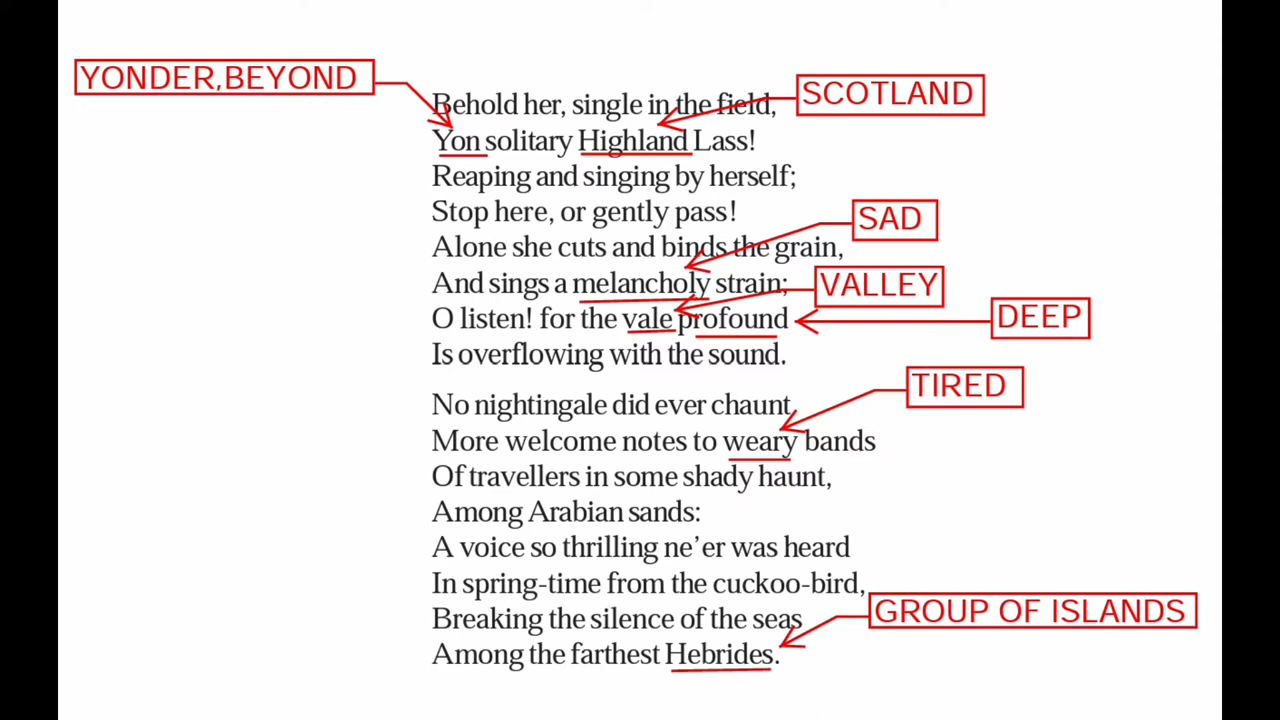 YONDER,BEYOND
SCOTLAND
Behold her, single in the field,
Yon solitary Highland Lass!
Reaping and singing by herself;
Stop here, or gently pass!
SAD
Alone she cuts and binds the grain,
And sings a melancholy strain;
VALLEY
O listen! for the vale profound
DEEP
Is overflowing with the sound.
TIRED
No nightingale did ever chaunt
More welcome notes to weary bands
Of travellers in some shady haunt,
Among Arabian sands:
A voice so thrilling ne’er was heard
In spring-time from the cuckoo-bird,
GROUP OF ISLANDS
Breaking the silence of the seas
Among the farthest Hebrides.